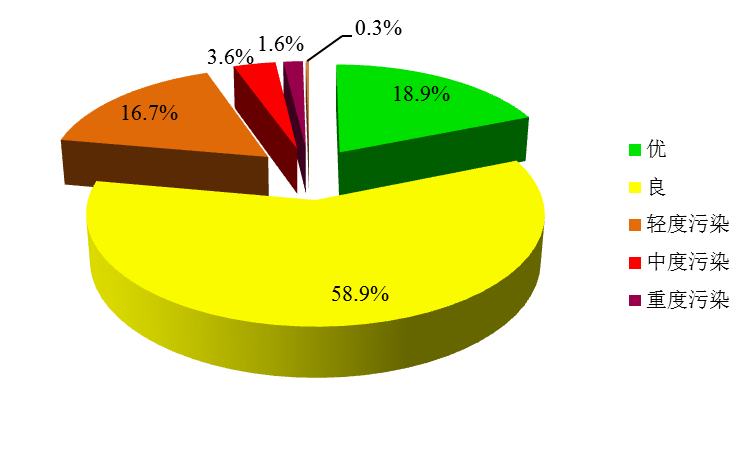 0.3%
1.6%
3.6%
18.9%
16.7%
58.9%
优
良
轻度污染
中度污染
重度污染